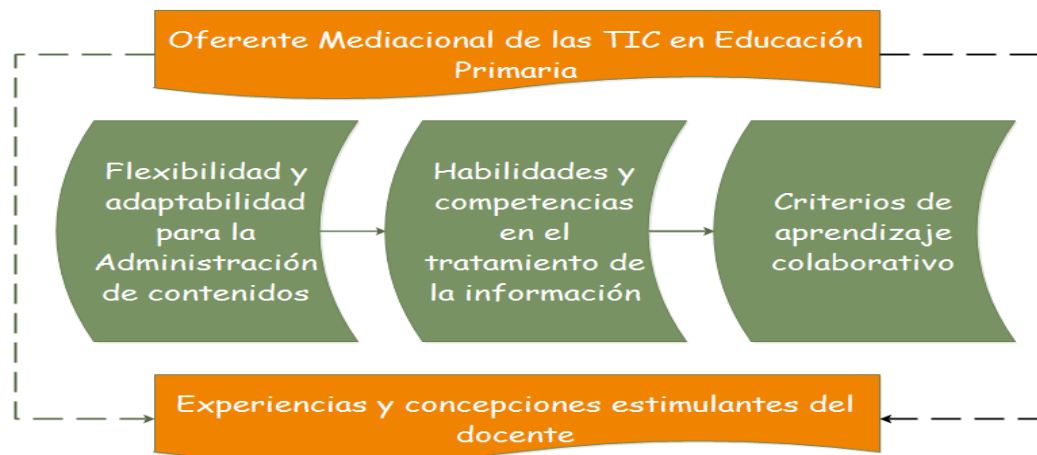 Oferente Mediacional de las TIC en Educación
Primaria
Flexibilidad y
adaptabilidad
para la
Administración
de contenidos
Habilidades y
competencias
en el
tratamiento de
la información
Criterios de
aprendizaje
colaborativo
Experiencias y concepciones estimulantes del
docente